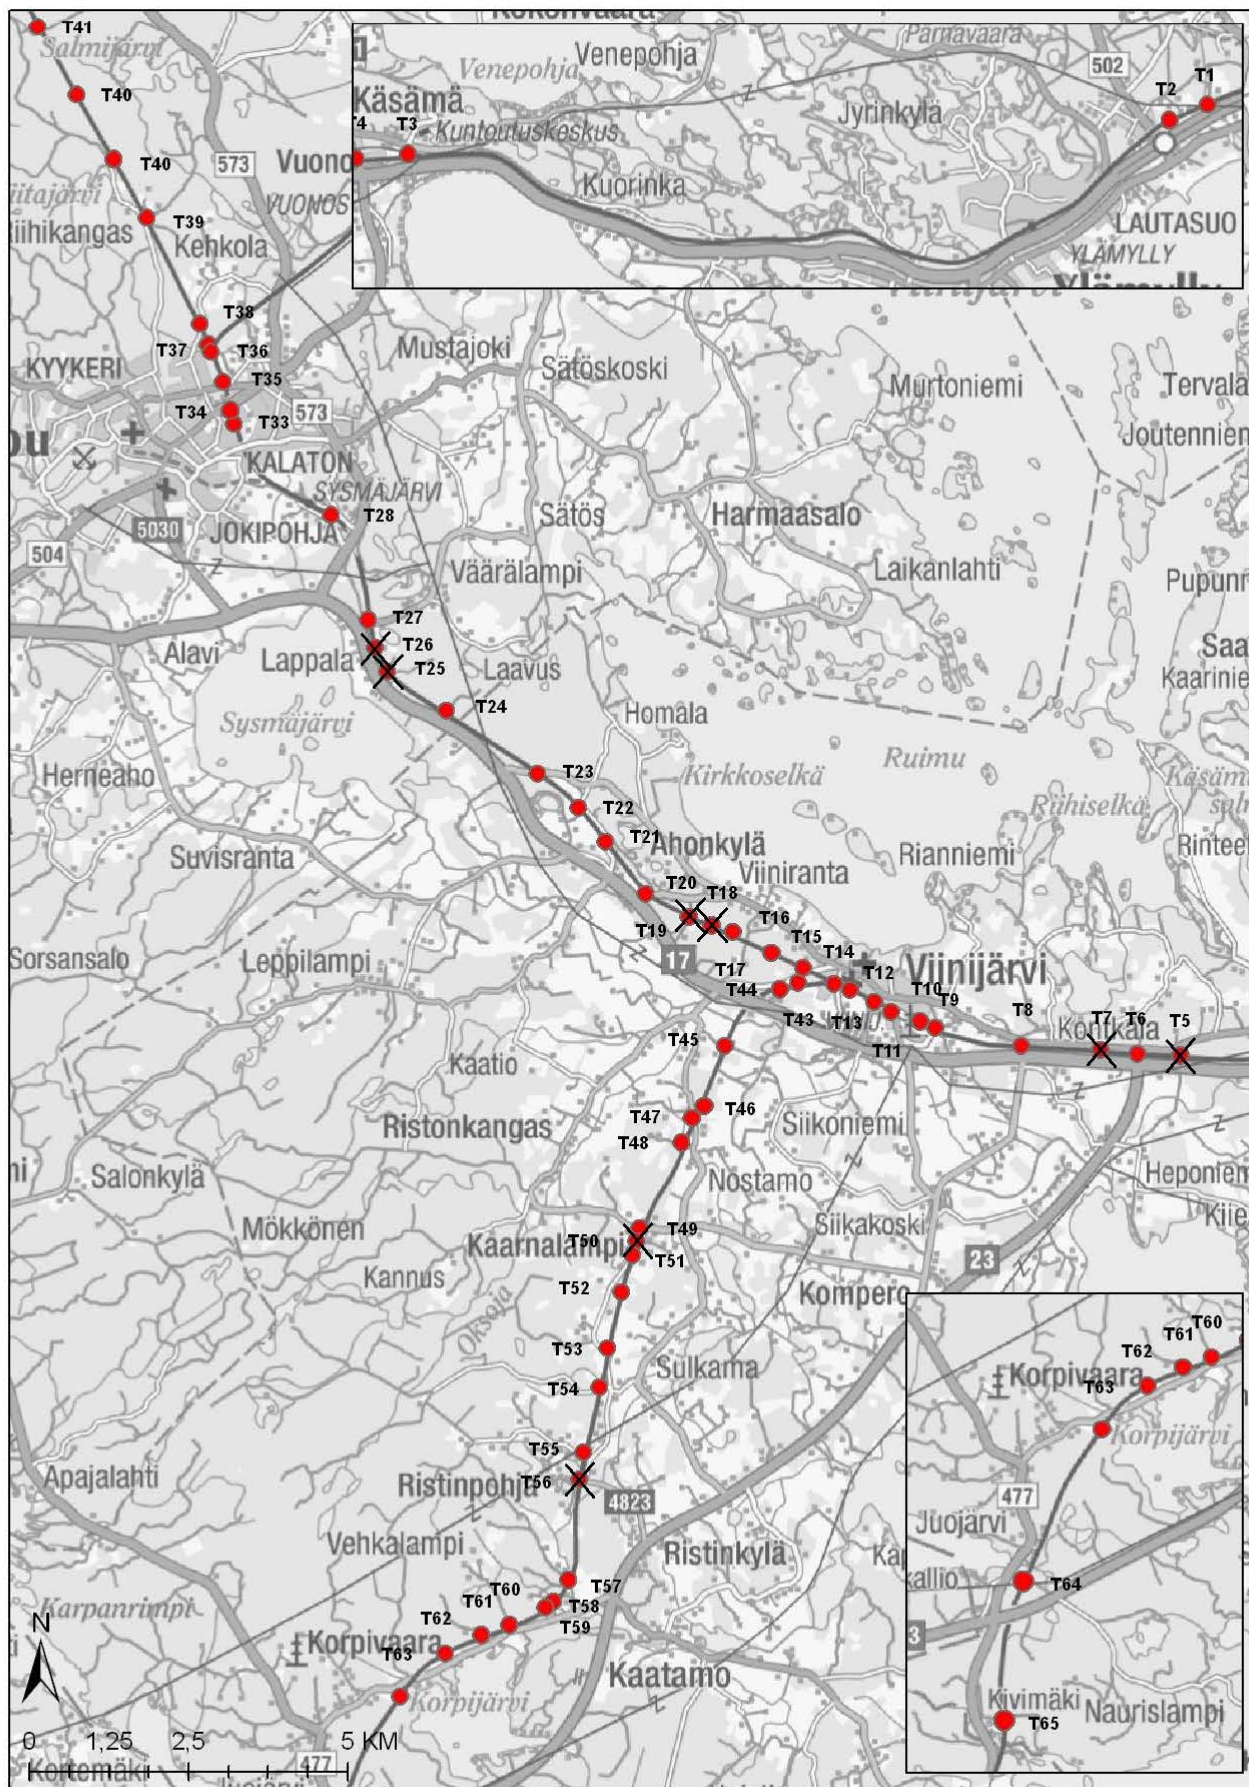 T41
Salmijärvi
T40
T40
573
T39
Kehkola
Vuono
VUONOS
Venepohja
Venepohja
Parnavaara
502
T2
T1
Käsämä
T3
Kuntoutuskeskus
Jyrinkylä
Kuorinka
LAUTASUO
YLÄMYLLY
T38
T37
T36
KYYKERI
T35
T34
T33
573
Mustajoki
Sätöskoski
Murtoniemi
Tervala
KALATON
SYSMÄJÄRVI
T28
5030
JOKIPOHJA
504
Sätös
Harmaasalo
Väärälampi
Laikanlahti
T27
T26
T25
Alavi
Lappala
Laavus
T24
Sysmäjärvi
Homala
Ruimu
Kirkkoselkä
T23
Herneaho
T22
Riihiselkä
T21
Ahonkylä
Suvisranta
Viiniranta
Rianniemi
T20
T18
T19
T16
17
T15
T14
Sorsansalo
Leppilampi
T17
T12
Viinijärvi
T44
T10
T9
T43
T13
T8
T11
Kontkala
T7
T6
T5
T45
Kaatio
T46
T47
T48
Ristonkangas
Siikoniemi
Salonkylä
Nostamo
Mökkönen
T49
T50
Kaarnalampi
T51
Siikakoski
23
Kannus
T52
Oksoja
Kompero
T53
Sulkama
T54
T55
Apajalahti
Ristinpohja
T56
4823
Vehkalampi
Ristinkylä
T57
T58
T59
T60
T61
T62
T63
Karpanrimpi
Korpivaara
Kaatamo
Korpijärvi
N
0 1,25 2,5 5 KM
477
T60
T61
T62
T63
Korpivaara
Korpijärvi
477
Juojärvi
T64
Kivimäki
T65
Naurislampi